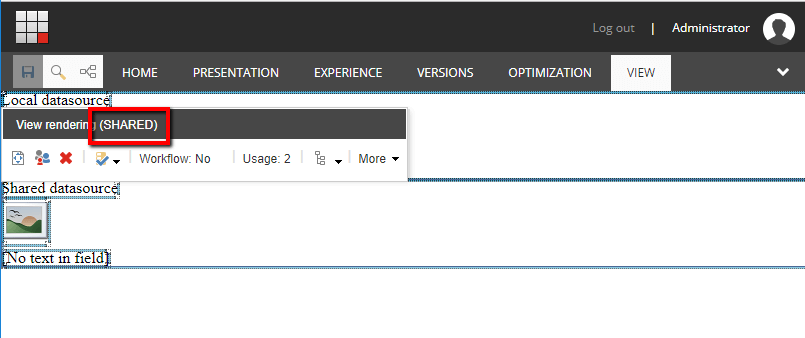 Log out | Administrator
HOME PRESENTATION EXPERIENCE VERSIONS OPTIMIZATION VIEW
Local datasource
View rendering (SHARED)
Workflow: No Usage: 2 More
Shared datasource
[No text in field]